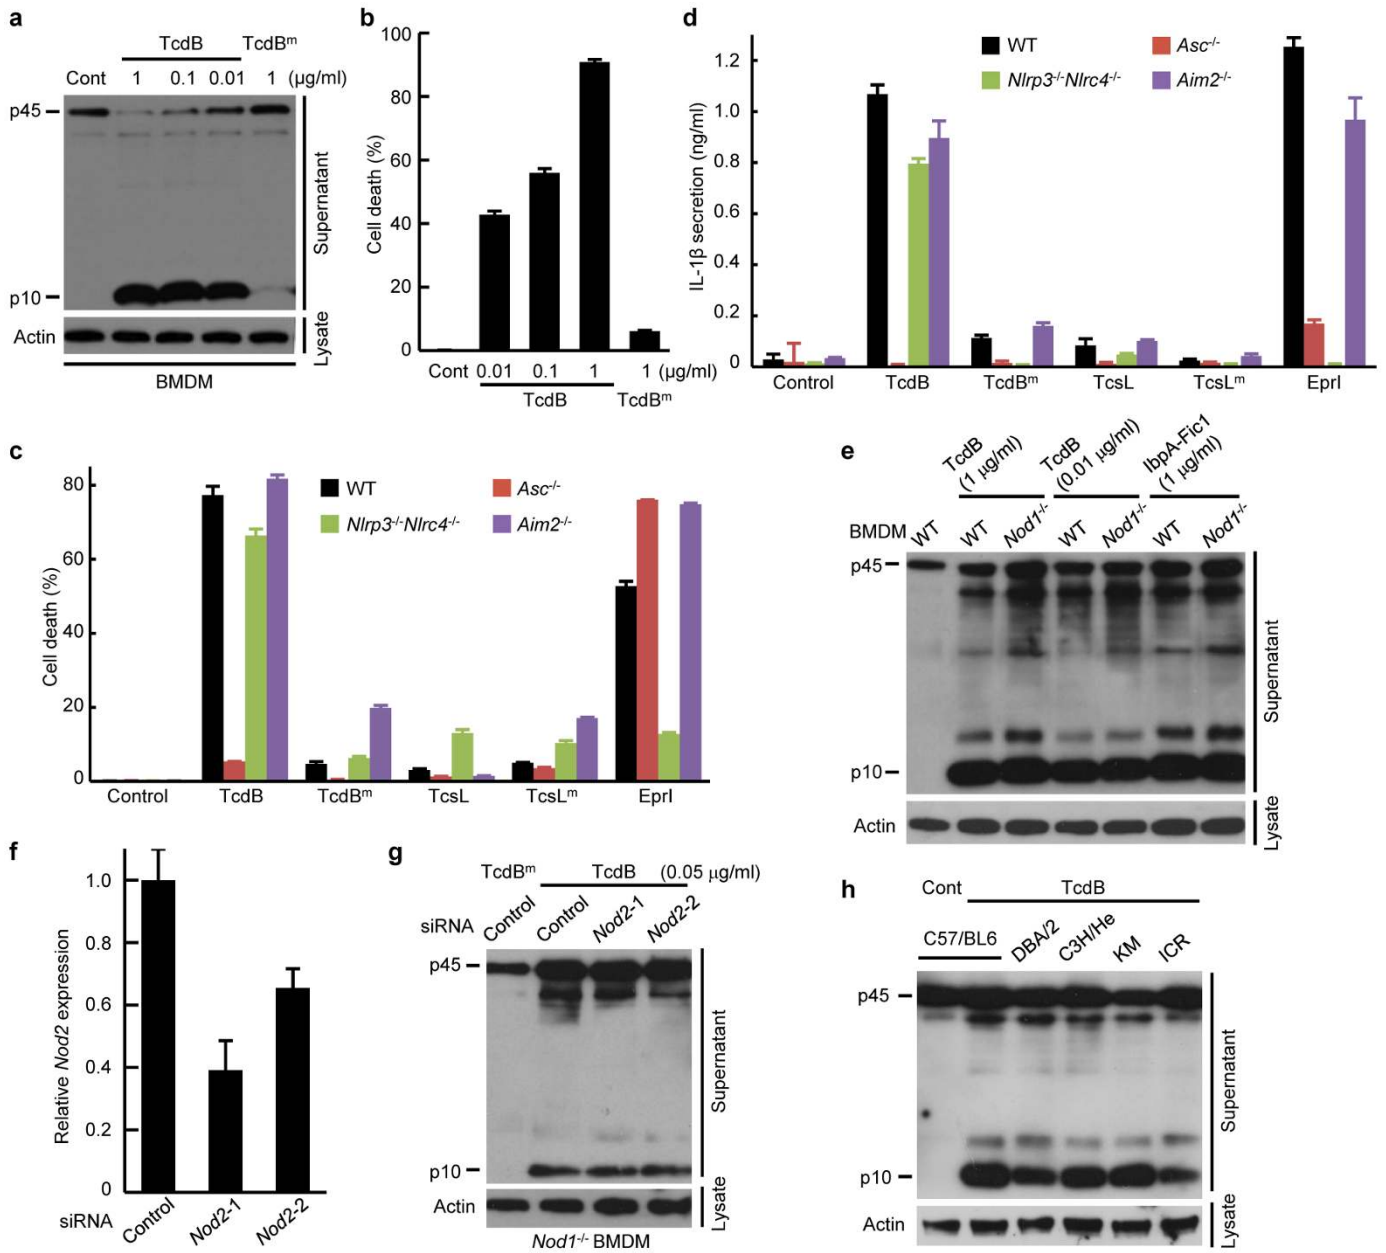 a
TcdB TcdBᵐ
Cont 1 0.1 0.01 1 (µg/ml)
p45
p10
Supernatant
Actin
Lysate
BMDM
b
Cell death (%)
100
80
60
40
20
0
Cont 0.01 0.1 1 1 (µg/ml)
TcdB TcdBᵐ
d
IL-1β secretion (ng/ml)
1.2
1.0
0.8
0.6
0.4
0.2
0
WT Asc⁻/⁻
Nlrp3⁻/⁻Nlrc4⁻/⁻ Aim2⁻/⁻
Control TcdB TcdBᵐ TcsL TcsLᵐ EprI
c
Cell death (%)
80
60
40
20
0
WT Asc⁻/⁻
Nlrp3⁻/⁻Nlrc4⁻/⁻ Aim2⁻/⁻
Control TcdB TcdBᵐ TcsL TcsLᵐ EprI
e
TcdB
(1 µg/ml)
TcdB
(0.01 µg/ml)
IbpA-Fic1
(1 µg/ml)
BMDM WT WT Nod1⁻/⁻ WT Nod1⁻/⁻ WT Nod1⁻/⁻
p45
p10
Supernatant
Actin
Lysate
f
Relative Nod2 expression
1.0
0.8
0.6
0.4
0.2
0
siRNA Control Nod2-1 Nod2-2
g
TcdBᵐ TcdB (0.05 µg/ml)
siRNA Control Control Nod2-1 Nod2-2
p45
p10
Supernatant
Actin
Lysate
Nod1⁻/⁻ BMDM
h
Cont TcdB
C57/BL6 DBA/2 C3H/He KM ICR
p45
p10
Supernatant
Actin
Lysate